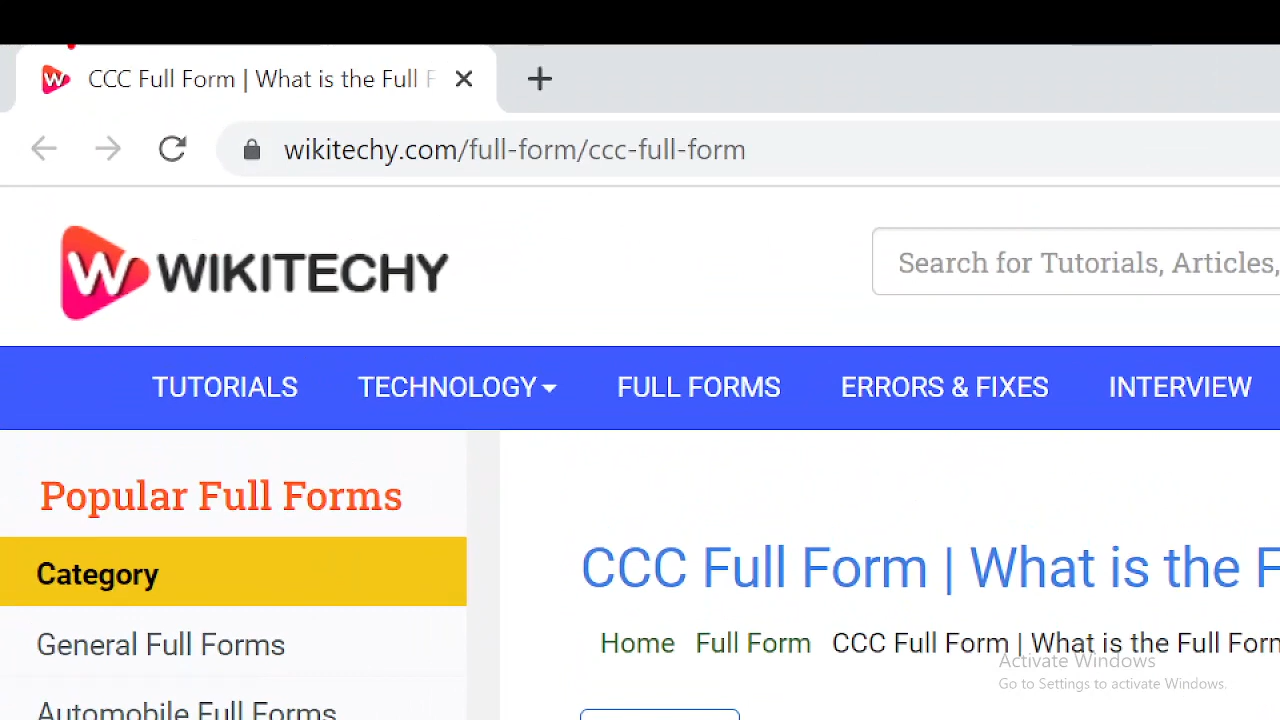 CCC Full Form | What is the Full F
wikitechy.com/full-form/ccc-full-form
W WIKITECHY
Search for Tutorials, Articles,
TUTORIALS TECHNOLOGY FULL FORMS ERRORS & FIXES INTERVIEW
Popular Full Forms
Category
General Full Forms
Automobile Full Forms
CCC Full Form | What is the F
Home Full Form CCC Full Form | What is the Full Form
Activate Windows
Go to Settings to activate Windows.